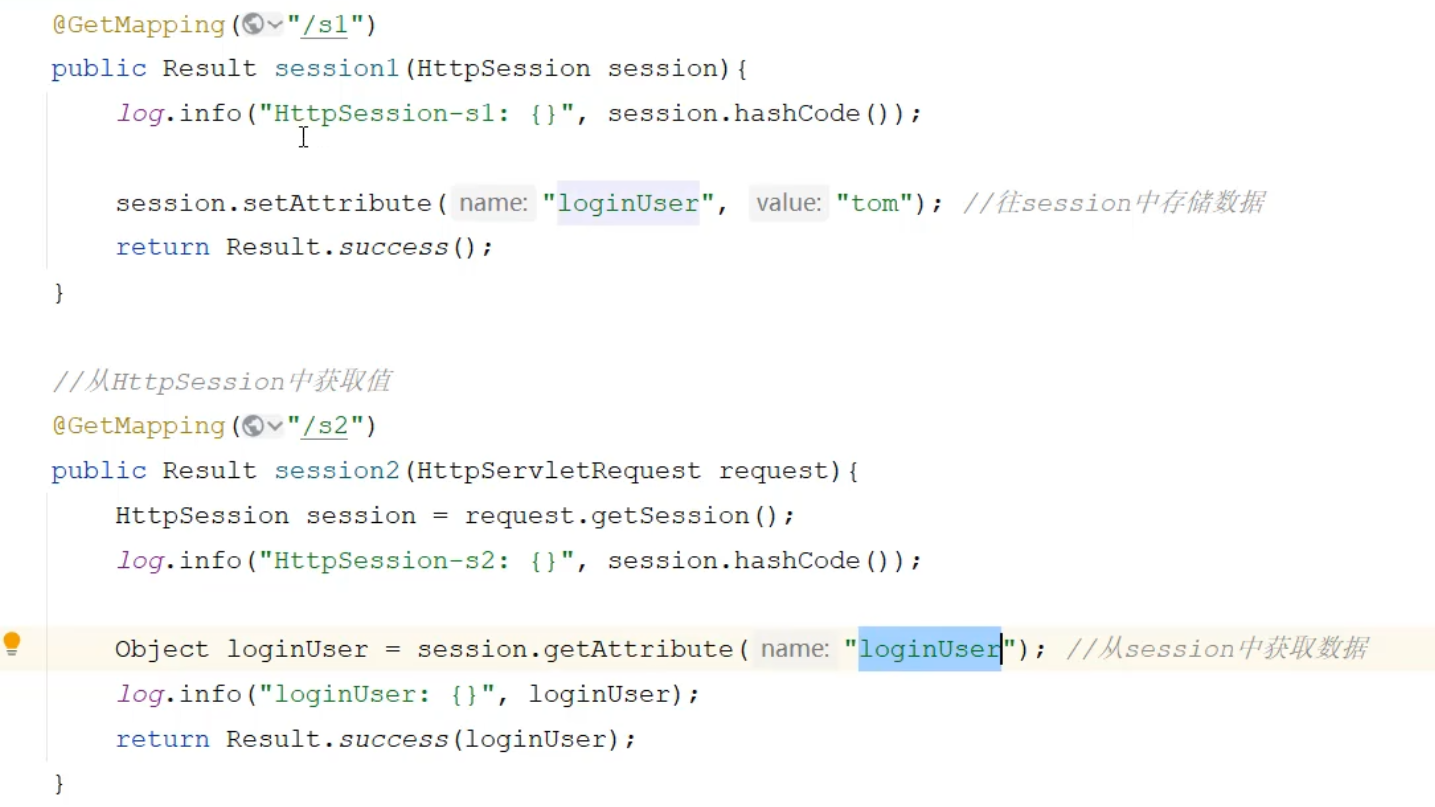 @GetMapping("/s1")
public Result session1(HttpSession session){
    log.info("HttpSession-s1: {}", session.hashCode());
    session.setAttribute( name: "loginUser", value: "tom"); //往session中存储数据
    return Result.success();
}
//从HttpSession中获取值
@GetMapping("/s2")
public Result session2(HttpServletRequest request){
    HttpSession session = request.getSession();
    log.info("HttpSession-s2: {}", session.hashCode());
    Object loginUser = session.getAttribute( name: "loginUser"); //从session中获取数据
    log.info("loginUser: {}", loginUser);
    return Result.success(loginUser);
}